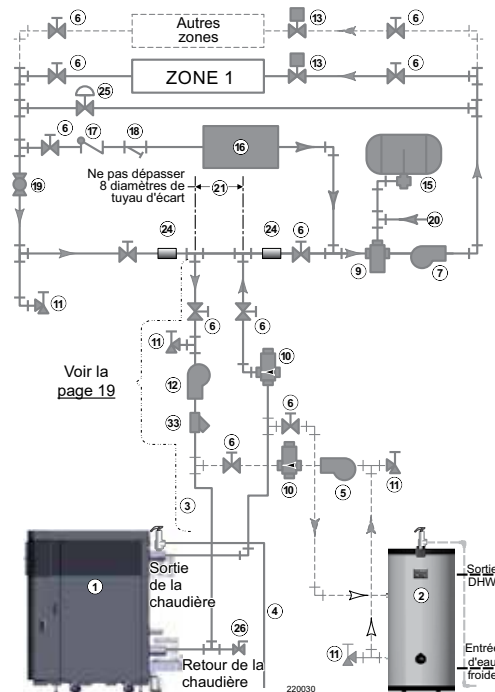 6
Autres
zones
13
6
6
ZONE 1
13
6
25
6
17
18
16
19
Ne pas dépasser
8 diamètres de
tuyau d'écart
21
15
20
24
24
6
9
7
11
6
6
11
10
Voir la
page 19
12
33
6
6
10
5
11
3
1
Sortie
de la
chaudière
4
2
Sortie
DHW
26
11
Entrée
d'eau
froide
Retour de la
chaudière
220030